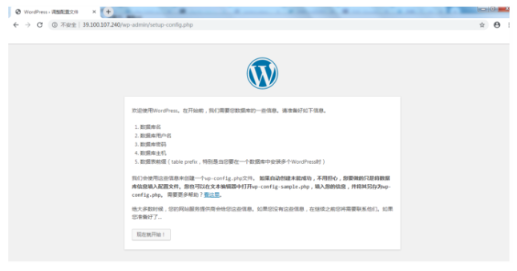 WordPress › 调整配置文件
不安全 | 39.100.107.240/wp-admin/setup-config.php
欢迎使用WordPress。在开始前，我们需要您数据库的一些信息。请准备好如下信息。
1. 数据库名
2. 数据库用户名
3. 数据库密码
4. 数据库主机
5. 数据表前缀（table prefix，特别是当您要在一个数据库中安装多个WordPress时）
我们会使用这些信息来创建一个wp-config.php文件。如果自动创建未能成功，不用担心，您要做的只是将数据
库信息填入配置文件。您也可以在文本编辑器中打开wp-config-sample.php，填入您的信息，并将其另存为wp-
config.php。需要更多帮助？看这里。
绝大多数时候，您的网站服务提供商会给您这些信息。如果您没有这些信息，在继续之前您将需要联系他们。如果
您准备好了…
现在就开始！